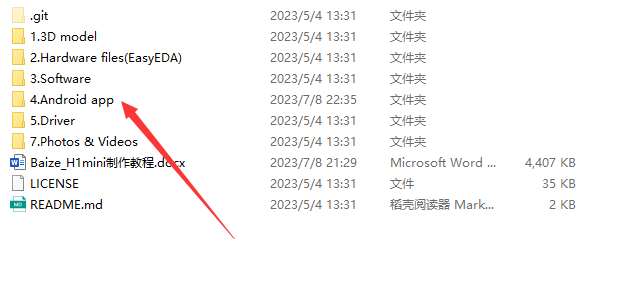 .git 2023/5/4 13:31 文件夹
1.3D model 2023/5/4 13:31 文件夹
2.Hardware files(EasyEDA) 2023/5/4 13:31 文件夹
3.Software 2023/5/4 13:31 文件夹
4.Android app 2023/7/8 22:35 文件夹
5.Driver 2023/5/4 13:31 文件夹
7.Photos & Videos 2023/5/4 13:31 文件夹
Baize_H1mini制作教程.docx 2023/7/8 21:29 Microsoft Word ... 4,407 KB
LICENSE 2023/5/4 13:31 文件 35 KB
README.md 2023/5/4 13:31 稻壳阅读器 Mark... 2 KB